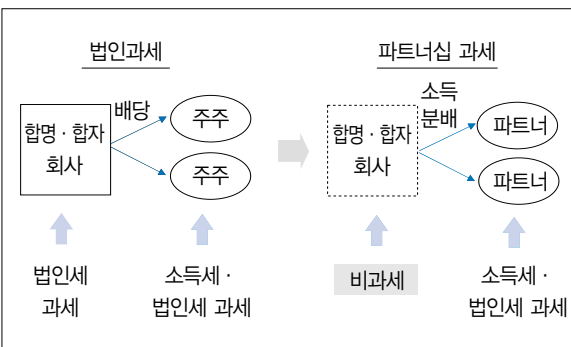 법인과세
합명 · 합자
회사
배당
주주
주주
법인세
과세
소득세 ·
법인세 과세
파트너십 과세
합명 · 합자
회사
소득
분배
파트너
파트너
비과세
소득세 ·
법인세 과세